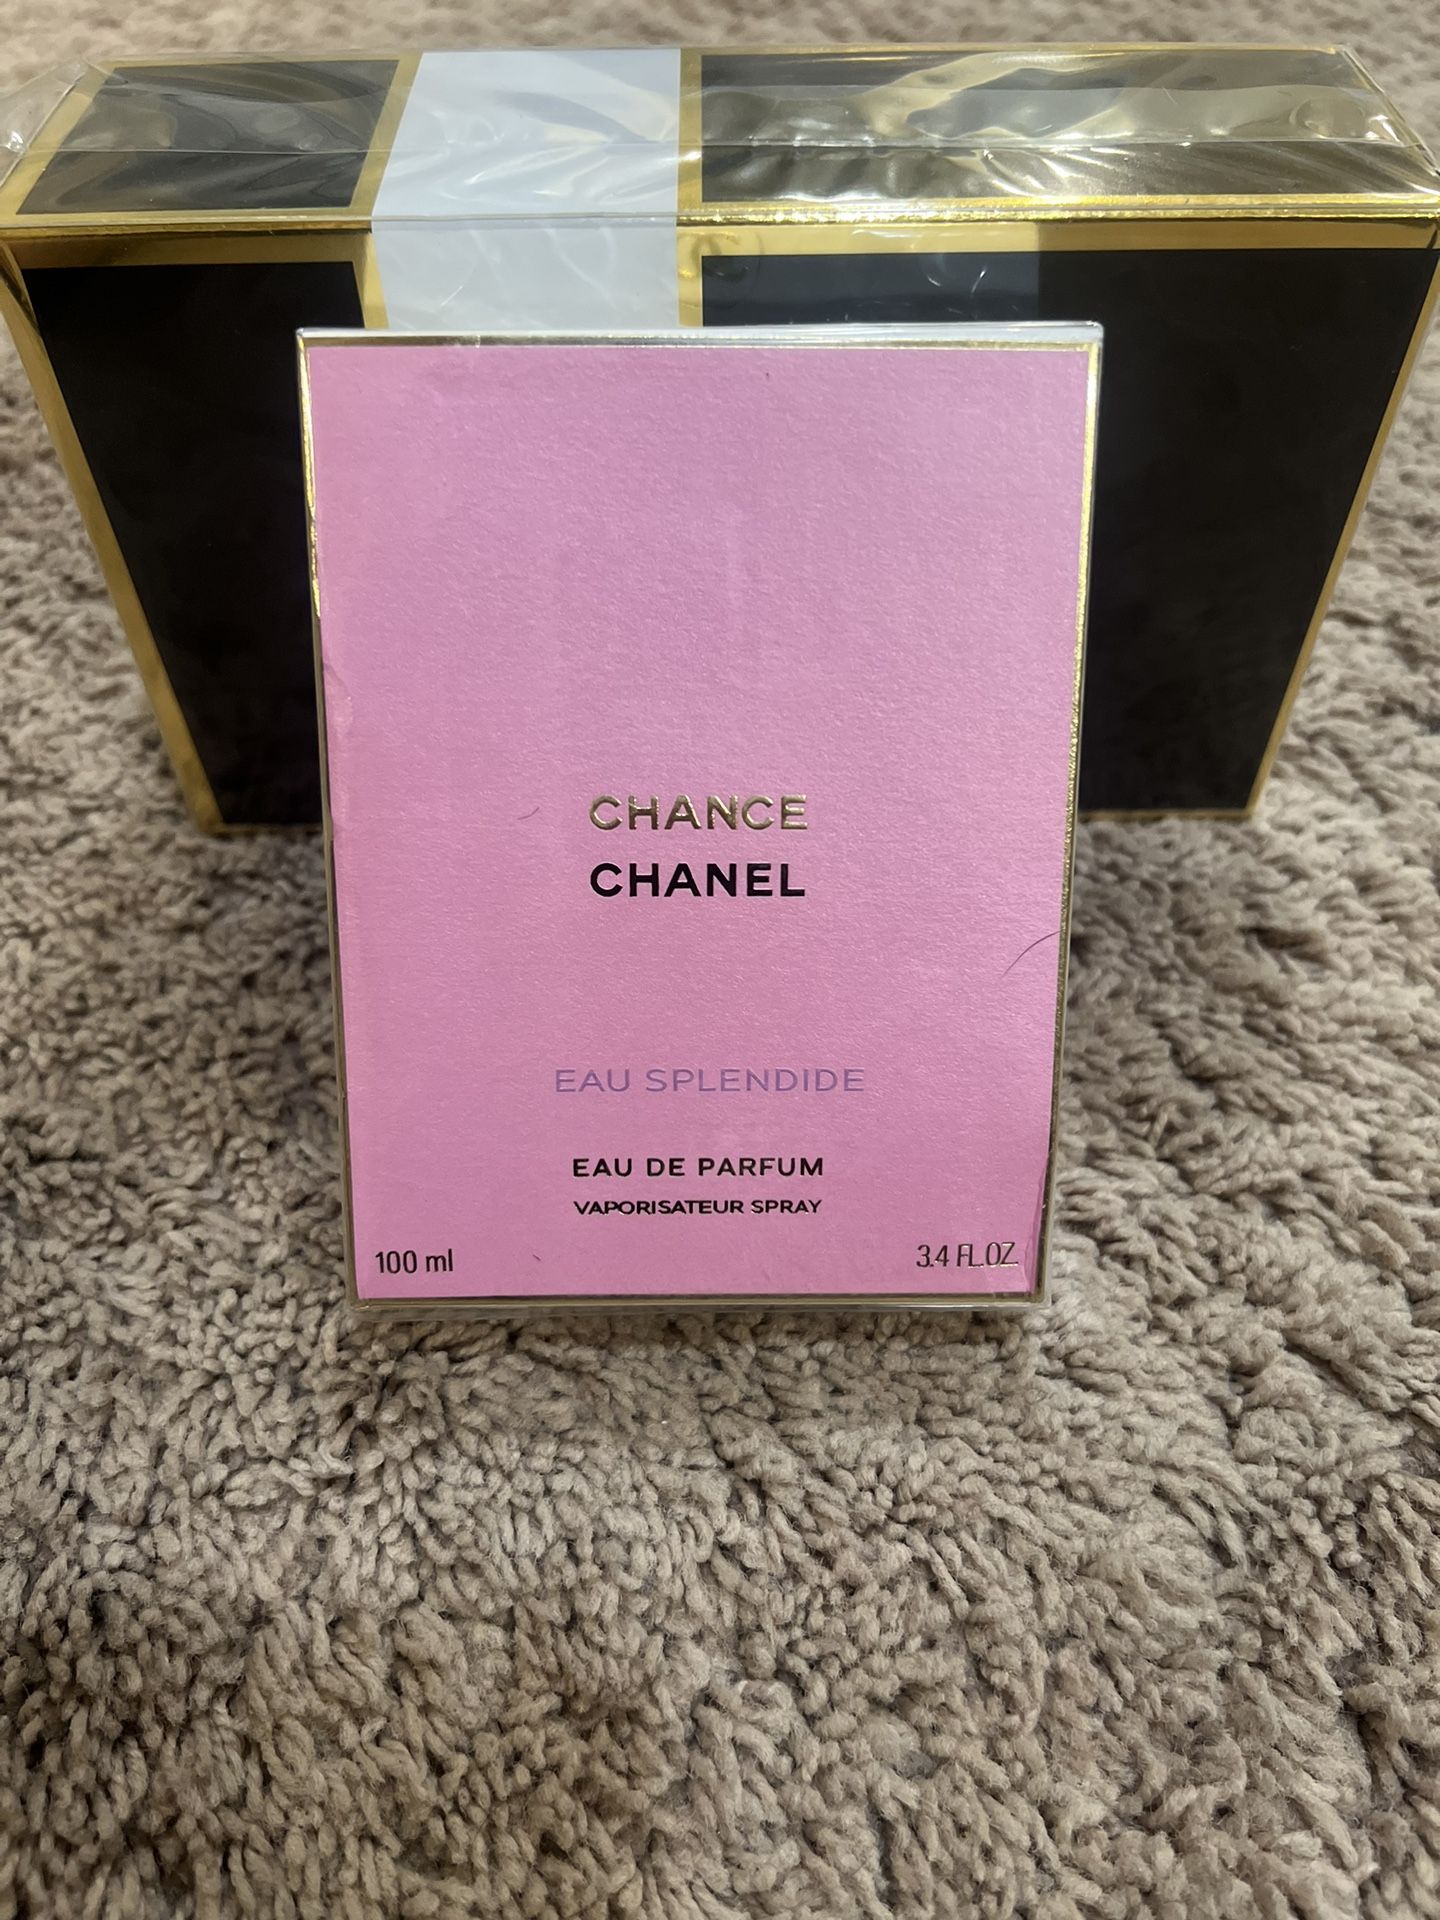 CHANCE
CHANEL
EAU SPLENDIDE
EAU DE PARFUM
VAPORISATEUR SPRAY
100 ml
3.4 FL.OZ.